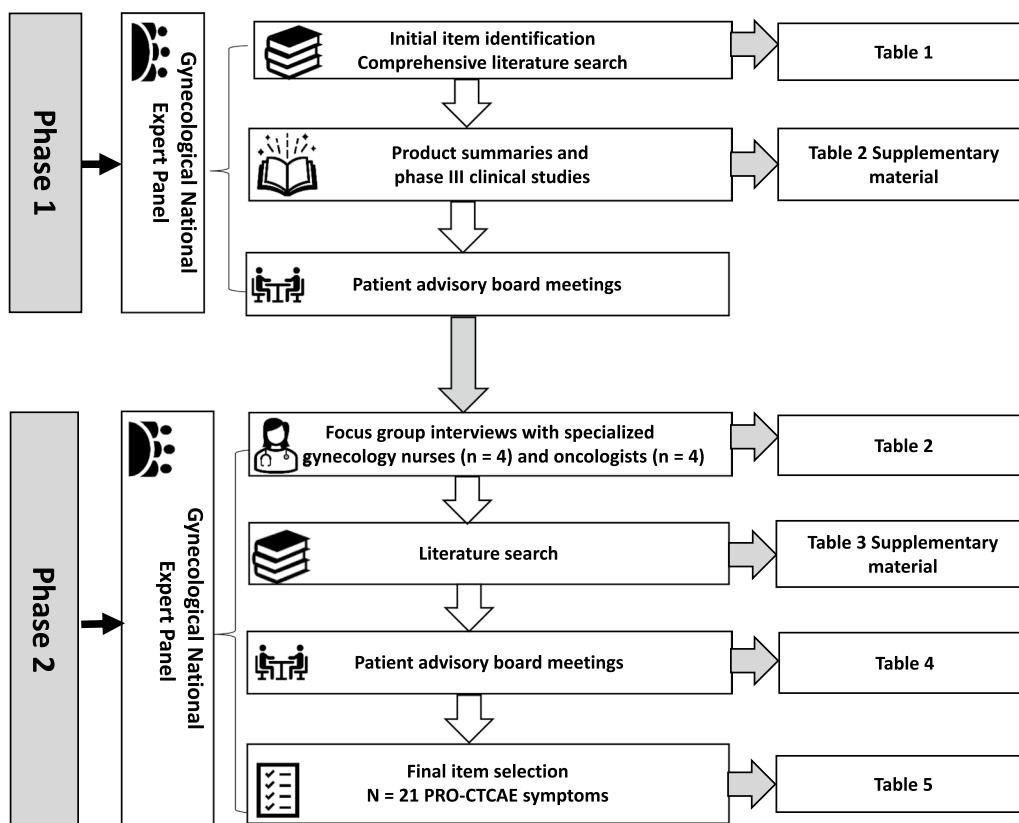 Phase 1
Gynecological National
Expert Panel
Initial item identification
Comprehensive literature search
Table 1
Product summaries and
phase III clinical studies
Table 2 Supplementary
material
Patient advisory board meetings
Phase 2
Gynecological National
Expert Panel
Focus group interviews with specialized
gynecology nurses (n = 4) and oncologists (n = 4)
Table 2
Literature search
Table 3 Supplementary
material
Patient advisory board meetings
Table 4
Final item selection
N = 21 PRO-CTCAE symptoms
Table 5